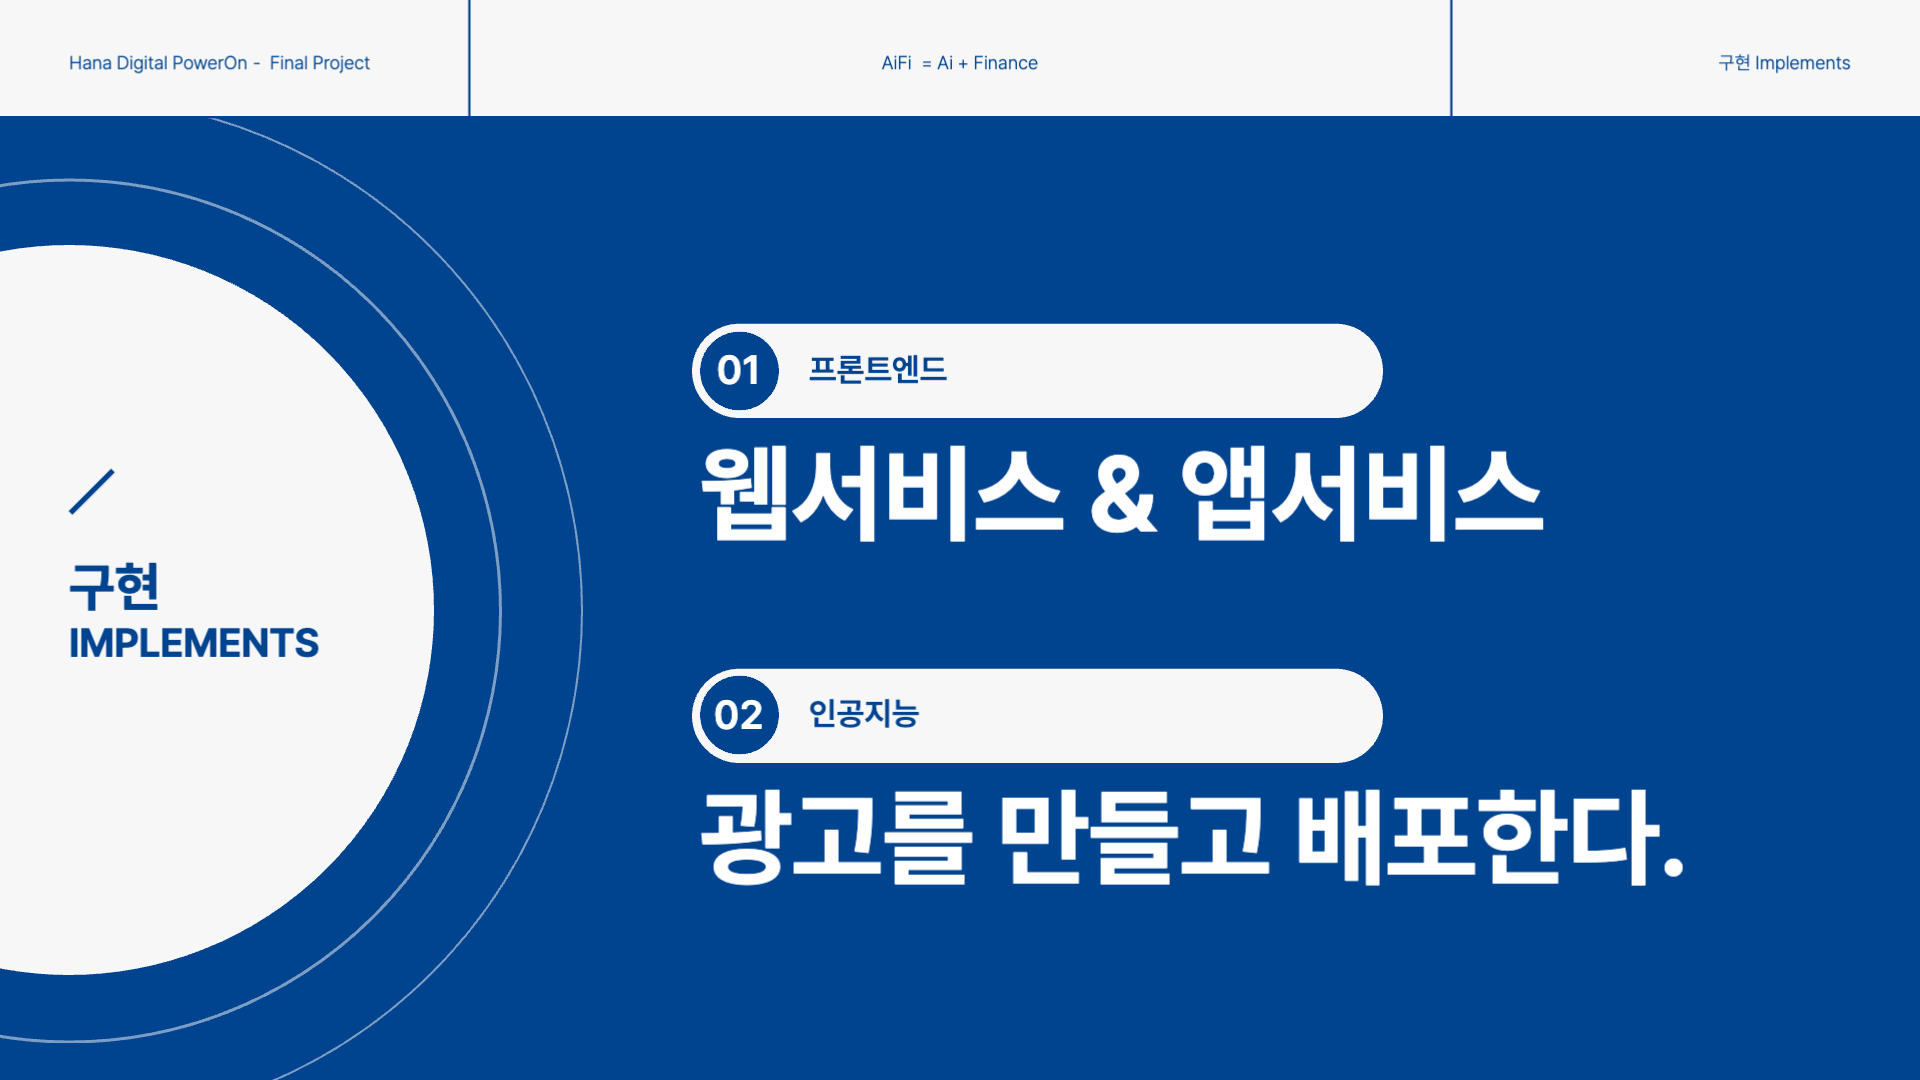 Hana Digital PowerOn -  Final Project
AiFi  = Ai + Finance
구현 Implements
구현
IMPLEMENTS
01 프론트엔드
웹서비스 & 앱서비스
02 인공지능
광고를 만들고 배포한다.